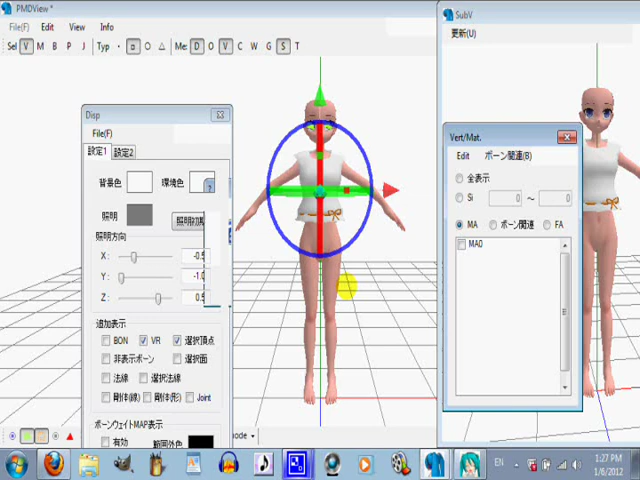 PMDView *
File(F) Edit View Info
Sel V M B P J Typ Me: D O V C W G S T
SubV
更新(U)
Disp
File(F)
設定1 設定2
背景色 環境色
照明
照明方向
X: -0.5
Y: -1.0
Z: 0.5
追加表示
BON VR 選択頂点
非表示ボーン 選択面
法線 選択法線
剛体(線) 剛体(形) Joint
ボーンウェイトMAP表示
有効 範囲外色
Vert/Mat.
Edit ボーン関連(B)
全表示
Si 0 ～ 0
MA ボーン関連 FA
MA0
EN 1:27 PM
1/6/2012